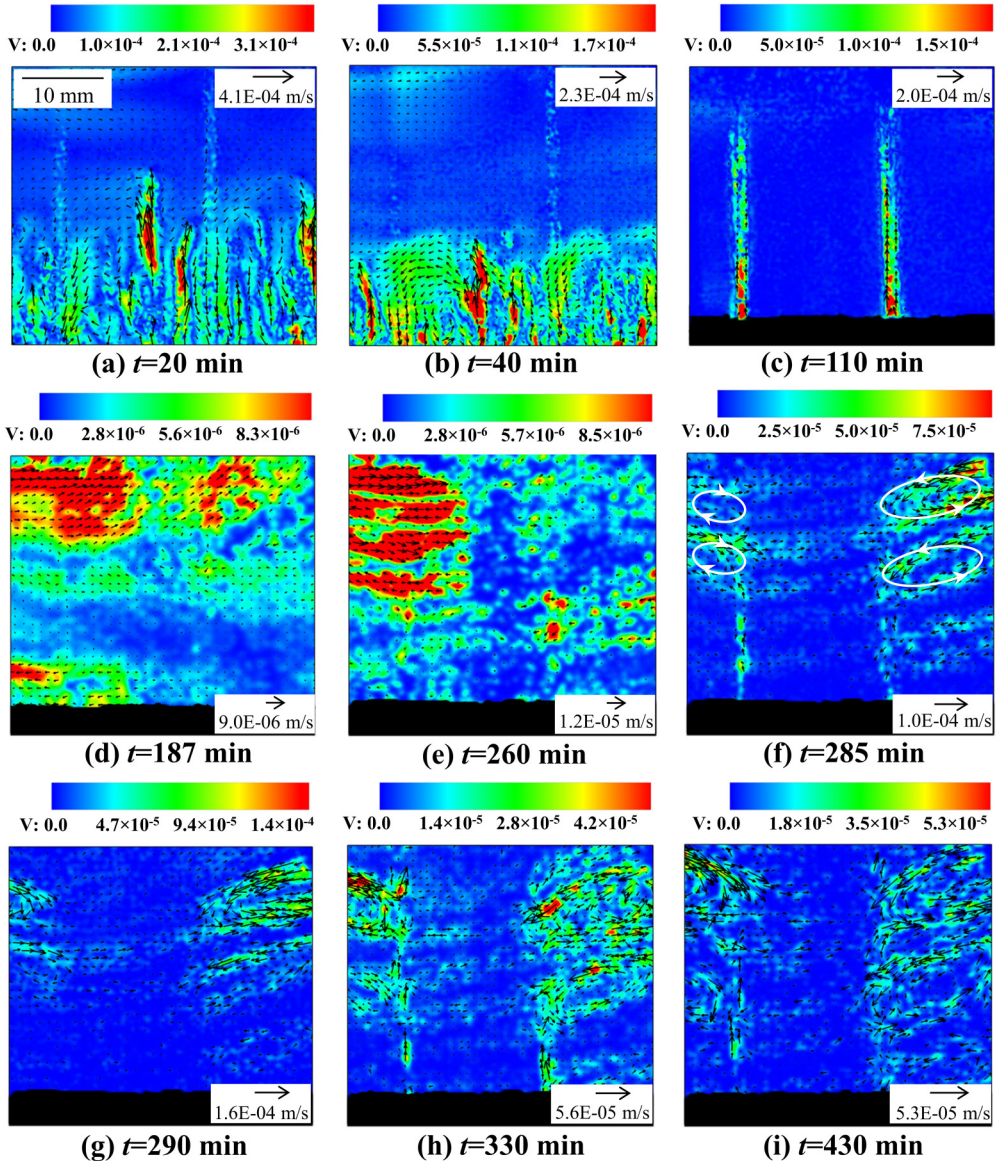 V: 0.0 1.0×10⁻⁴ 2.1×10⁻⁴ 3.1×10⁻⁴
V: 0.0 5.5×10⁻⁵ 1.1×10⁻⁴ 1.7×10⁻⁴
V: 0.0 5.0×10⁻⁵ 1.0×10⁻⁴ 1.5×10⁻⁴
10 mm
4.1E-04 m/s
2.3E-04 m/s
2.0E-04 m/s
(a) t=20 min
(b) t=40 min
(c) t=110 min
V: 0.0 2.8×10⁻⁶ 5.6×10⁻⁶ 8.3×10⁻⁶
V: 0.0 2.8×10⁻⁶ 5.7×10⁻⁶ 8.5×10⁻⁶
V: 0.0 2.5×10⁻⁵ 5.0×10⁻⁵ 7.5×10⁻⁵
9.0E-06 m/s
1.2E-05 m/s
1.0E-04 m/s
(d) t=187 min
(e) t=260 min
(f) t=285 min
V: 0.0 4.7×10⁻⁵ 9.4×10⁻⁵ 1.4×10⁻⁴
V: 0.0 1.4×10⁻⁵ 2.8×10⁻⁵ 4.2×10⁻⁵
V: 0.0 1.8×10⁻⁵ 3.5×10⁻⁵ 5.3×10⁻⁵
1.6E-04 m/s
5.6E-05 m/s
5.3E-05 m/s
(g) t=290 min
(h) t=330 min
(i) t=430 min